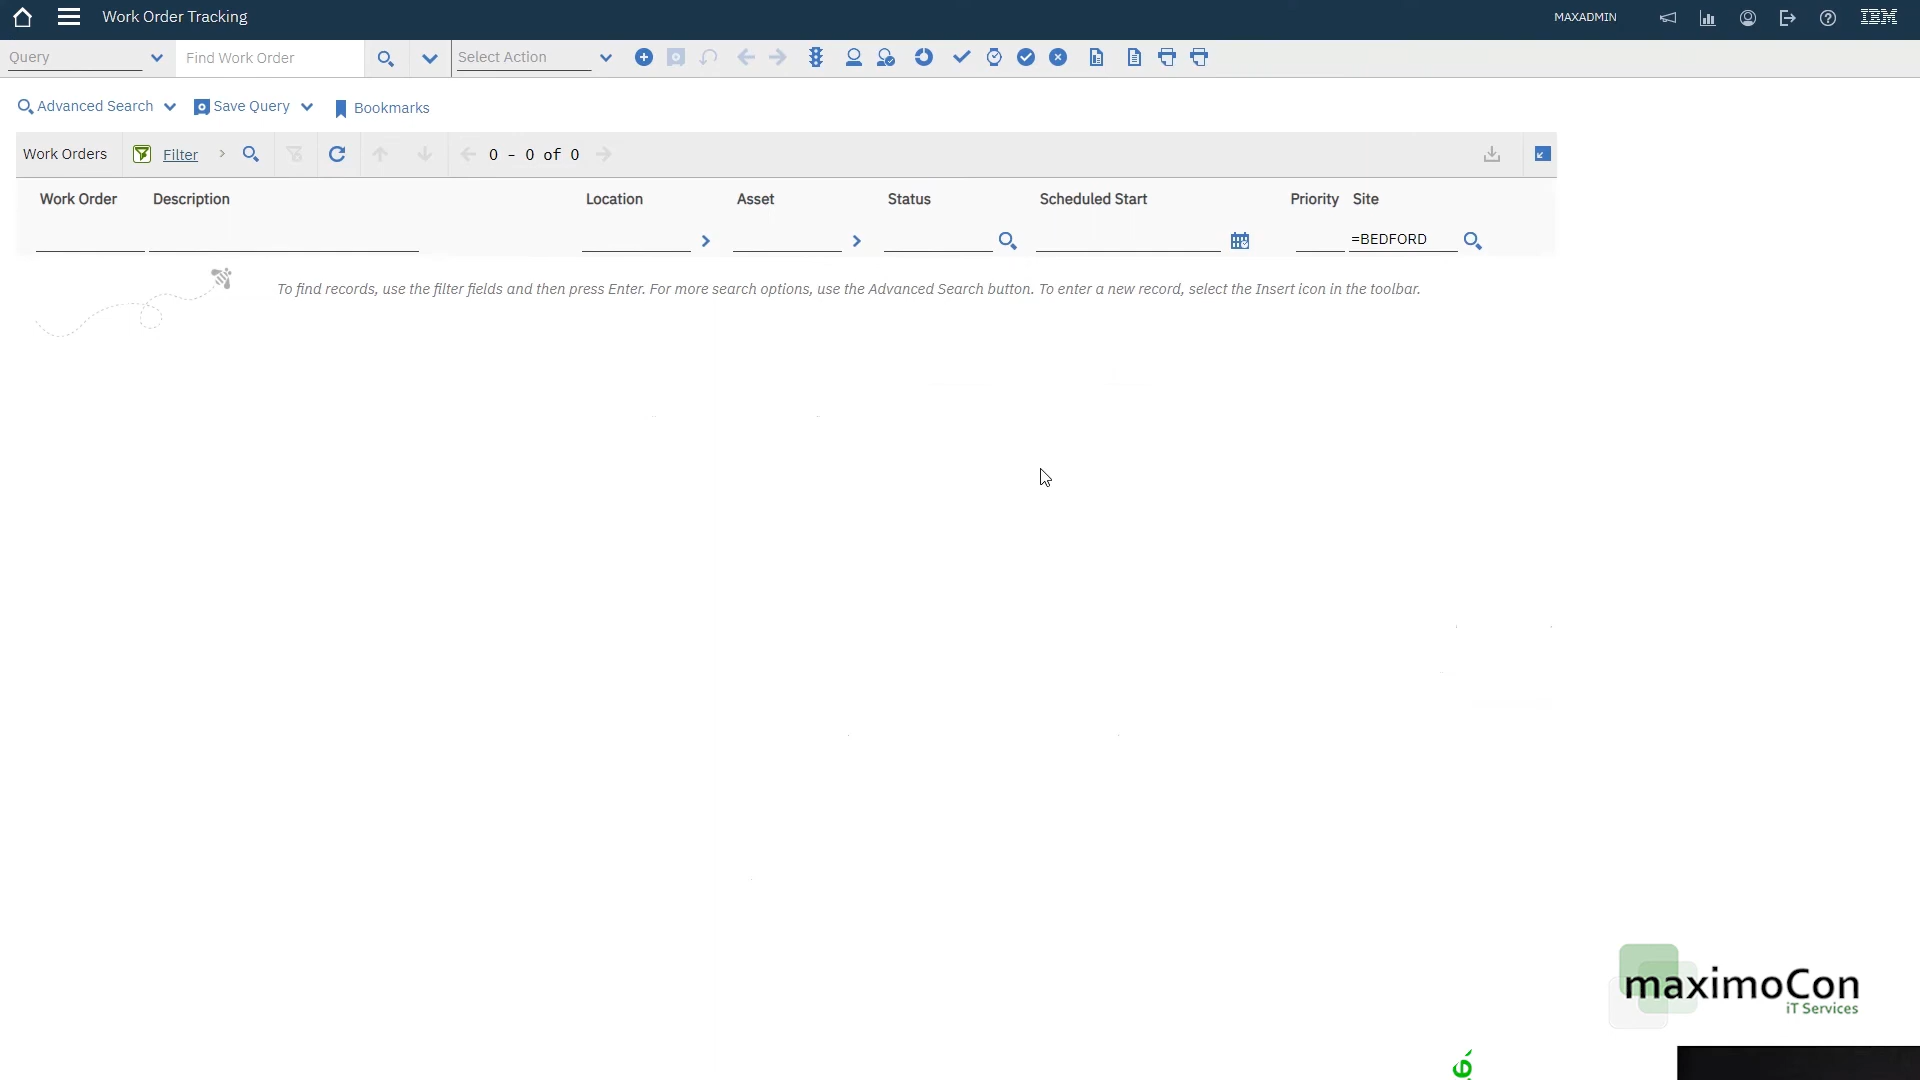 Work Order Tracking
MAXADMIN
IBM
Query
Find Work Order
Select Action
Advanced Search
Save Query
Bookmarks
Work Orders
Filter
0 - 0 of 0
Work Order
Description
Location
Asset
Status
Scheduled Start
Priority
Site
=BEDFORD
To find records, use the filter fields and then press Enter. For more search options, use the Advanced Search button. To enter a new record, select the Insert icon in the toolbar.
maximoCon
iT Services